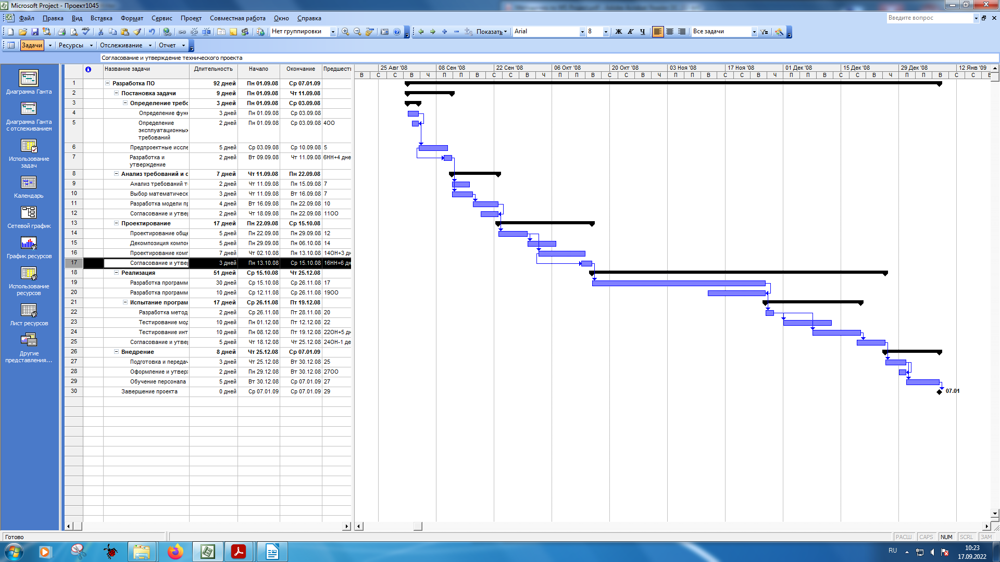 Microsoft Project - Проект1045
Файл Правка Вид Вставка Формат Сервис Проект Совместная работа Окно Справка Введите вопрос
Нет группировки Показать Arial 8 Ж К Ч Все задачи
Задачи Ресурсы Отслеживание Отчет
Согласование и утверждение технического проекта
Диаграмма Ганта
Диаграмма Ганта с отслеживанием
Использование задач
Календарь
Сетевой график
График ресурсов
Использование ресурсов
Лист ресурсов
Другие представления...
Название задачи Длительность Начало Окончание Предшест
25 Авг '08 08 Сен '08 22 Сен '08 06 Окт '08 20 Окт '08 03 Ноя '08 17 Ноя '08 01 Дек '08 15 Дек '08 29 Дек '08 12 Янв '09
В С С В Ч П П В С С В Ч П П В С С В Ч П П В С С В Ч П П В С С В Ч П П В С С
1 Разработка ПО 92 дней Пн 01.09.08 Ср 07.01.09
2 Постановка задачи 9 дней Пн 01.09.08 Чт 11.09.08
3 Определение требо 3 дней Пн 01.09.08 Ср 03.09.08
4 Определение фун 3 дней Пн 01.09.08 Ср 03.09.08
5 Определение эксплуатационных требований 2 дней Пн 01.09.08 Ср 03.09.08 4ОО
6 Предпроектные иссле 5 дней Ср 03.09.08 Ср 10.09.08 5
7 Разработка и утверждение 2 дней Вт 09.09.08 Чт 11.09.08 6НН+4 дне
8 Анализ требований и с 7 дней Чт 11.09.08 Пн 22.09.08
9 Анализ требований т 2 дней Чт 11.09.08 Пн 15.09.08 7
10 Выбор математическ 3 дней Чт 11.09.08 Вт 16.09.08 7
11 Разработка модели пр 4 дней Вт 16.09.08 Пн 22.09.08 10
12 Согласование и утвер 2 дней Чт 18.09.08 Пн 22.09.08 11ОО
13 Проектирование 17 дней Пн 22.09.08 Ср 15.10.08
14 Проектирование обще 5 дней Пн 22.09.08 Пн 29.09.08 12
15 Декомпозиция компон 5 дней Пн 29.09.08 Пн 06.10.08 14
16 Проектирование комп 7 дней Чт 02.10.08 Пн 13.10.08 14ОН+3 дн
17 Согласование и утвер 3 дней Пн 13.10.08 Ср 15.10.08 16НН+6 дн
18 Реализация 51 дней Ср 15.10.08 Чт 25.12.08
19 Разработка программ 30 дней Ср 15.10.08 Ср 26.11.08 17
20 Разработка программ 10 дней Ср 12.11.08 Ср 26.11.08 19ОО
21 Испытание програм 17 дней Ср 26.11.08 Пт 19.12.08
22 Разработка метод 2 дней Ср 26.11.08 Пт 28.11.08 20
23 Тестирование мод 10 дней Пн 01.12.08 Пт 12.12.08 22
24 Тестирование инт 10 дней Пн 08.12.08 Пт 19.12.08 22ОН+5 дн
25 Согласование и утвер 5 дней Чт 18.12.08 Чт 25.12.08 24ОН-1 де
26 Внедрение 8 дней Чт 25.12.08 Ср 07.01.09
27 Подготовка и передач 3 дней Чт 25.12.08 Вт 30.12.08 25
28 Оформление и утверж 2 дней Пн 29.12.08 Вт 30.12.08 27ОО
29 Обучение персонала 5 дней Вт 30.12.08 Ср 07.01.09 27
30 Завершение проекта 0 дней Ср 07.01.09 Ср 07.01.09 29
07.01
Готово РАСШ CAPS NUM SCRL ЗАМ
RU 10:23
17.09.2022